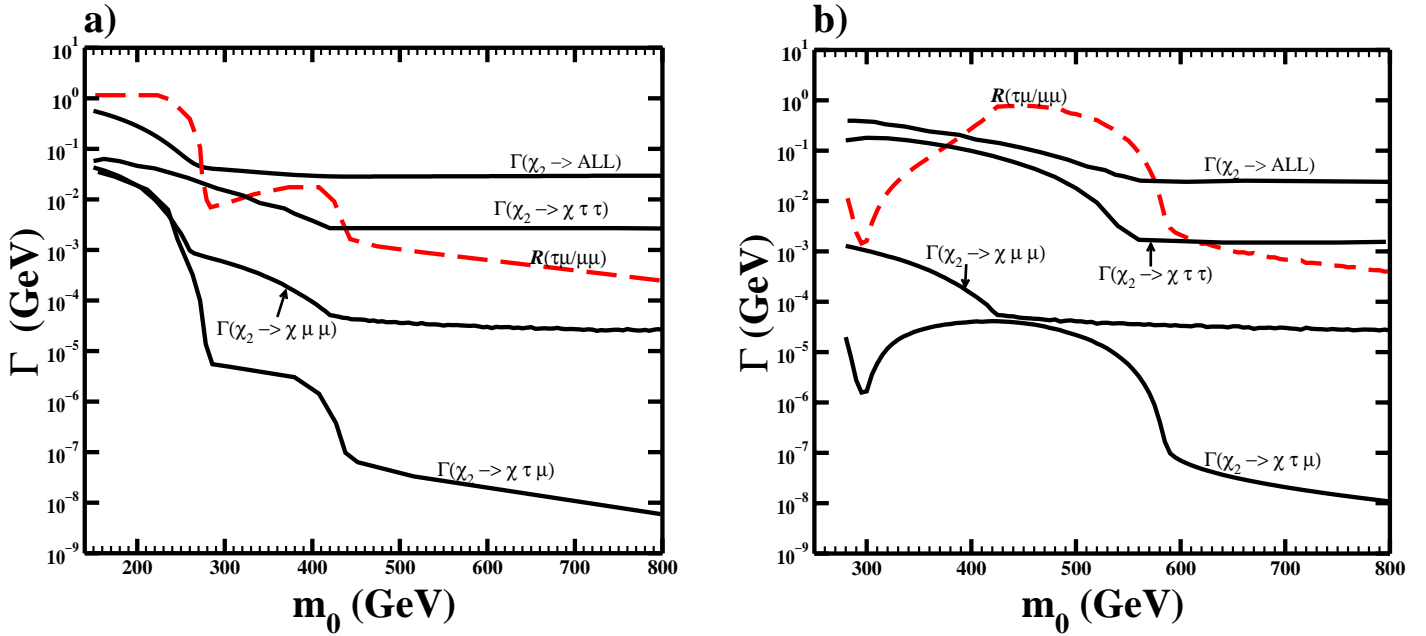 a)
10¹
10⁰
10⁻¹
10⁻²
10⁻³
10⁻⁴
10⁻⁵
10⁻⁶
10⁻⁷
10⁻⁸
10⁻⁹
Γ (GeV)
Γ(χ₂ -> ALL)
Γ(χ₂ -> χ τ τ)
R(τμ/μμ)
Γ(χ₂ -> χ μ μ)
Γ(χ₂ -> χ τ μ)
200 300 400 500 600 700 800
m₀ (GeV)
b)
10¹
10⁰
10⁻¹
10⁻²
10⁻³
10⁻⁴
10⁻⁵
10⁻⁶
10⁻⁷
10⁻⁸
10⁻⁹
Γ (GeV)
R(τμ/μμ)
Γ(χ₂ -> ALL)
Γ(χ₂ -> χ μ μ)
Γ(χ₂ -> χ τ τ)
Γ(χ₂ -> χ τ μ)
300 400 500 600 700 800
m₀ (GeV)